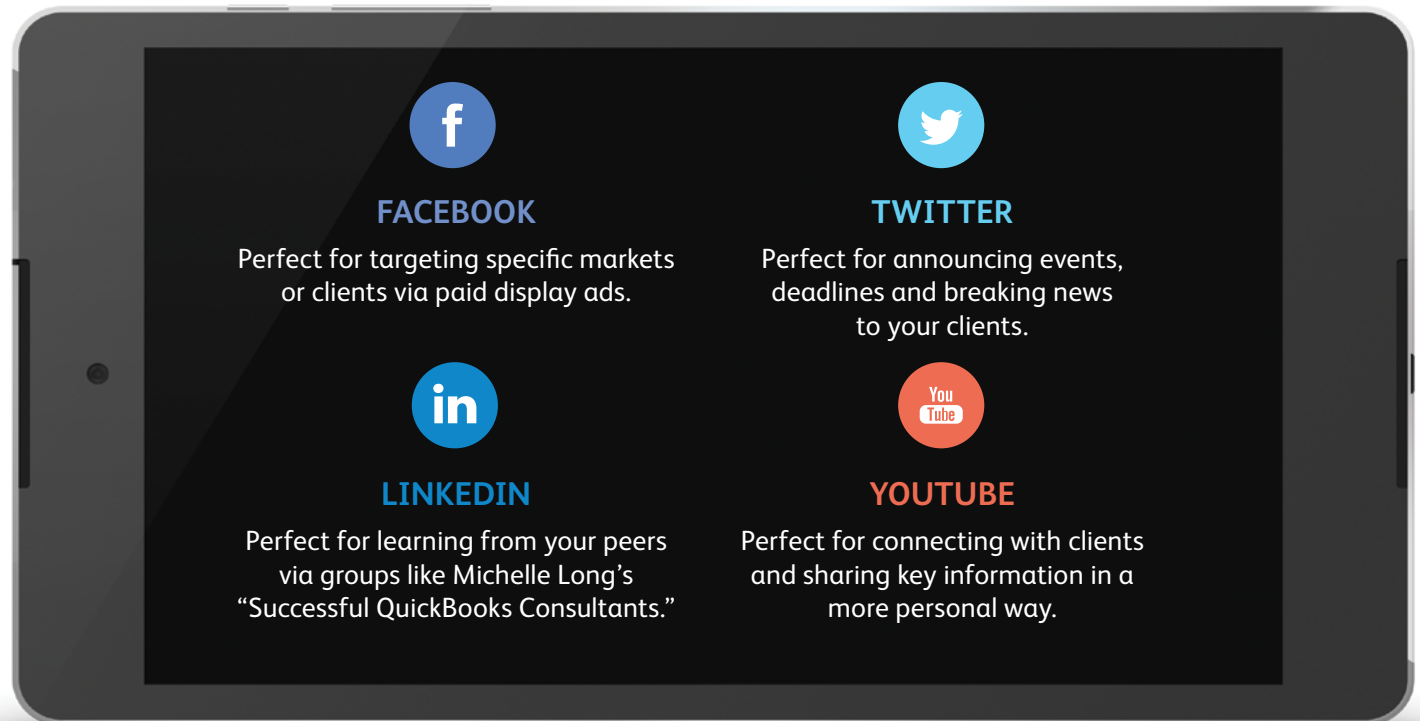 f
FACEBOOK
Perfect for targeting specific markets
or clients via paid display ads.
TWITTER
Perfect for announcing events,
deadlines and breaking news
to your clients.
in
LINKEDIN
Perfect for learning from your peers
via groups like Michelle Long’s
“Successful QuickBooks Consultants.”
You
Tube
YOUTUBE
Perfect for connecting with clients
and sharing key information in a
more personal way.